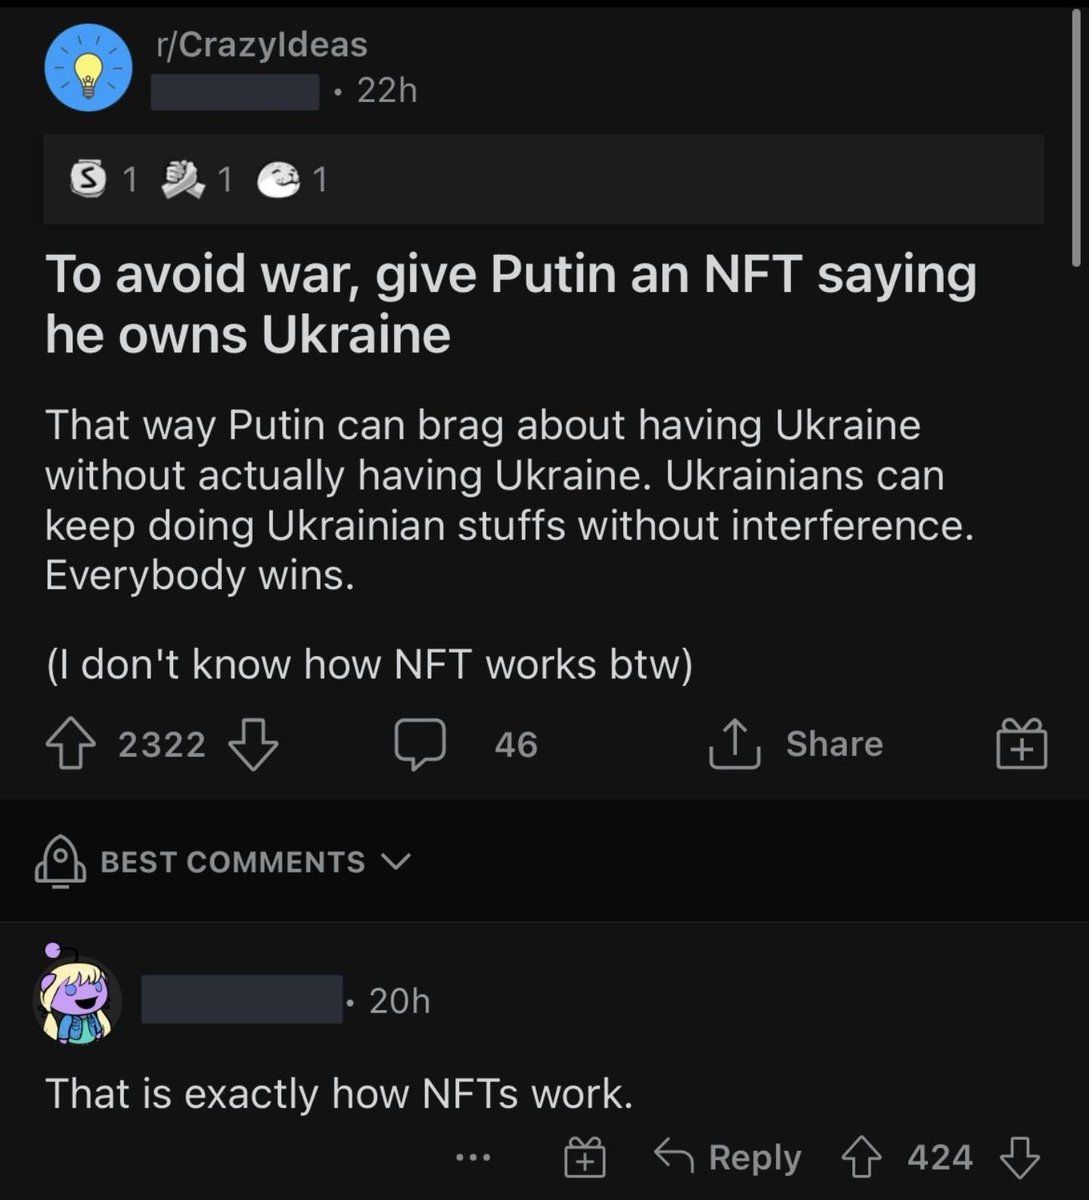 r/CrazyIdeas
• 22h
S 1 1 1
To avoid war, give Putin an NFT saying
he owns Ukraine
That way Putin can brag about having Ukraine
without actually having Ukraine. Ukrainians can
keep doing Ukrainian stuffs without interference.
Everybody wins.
(I don't know how NFT works btw)
2322 46 Share
BEST COMMENTS
• 20h
That is exactly how NFTs work.
... Reply 424